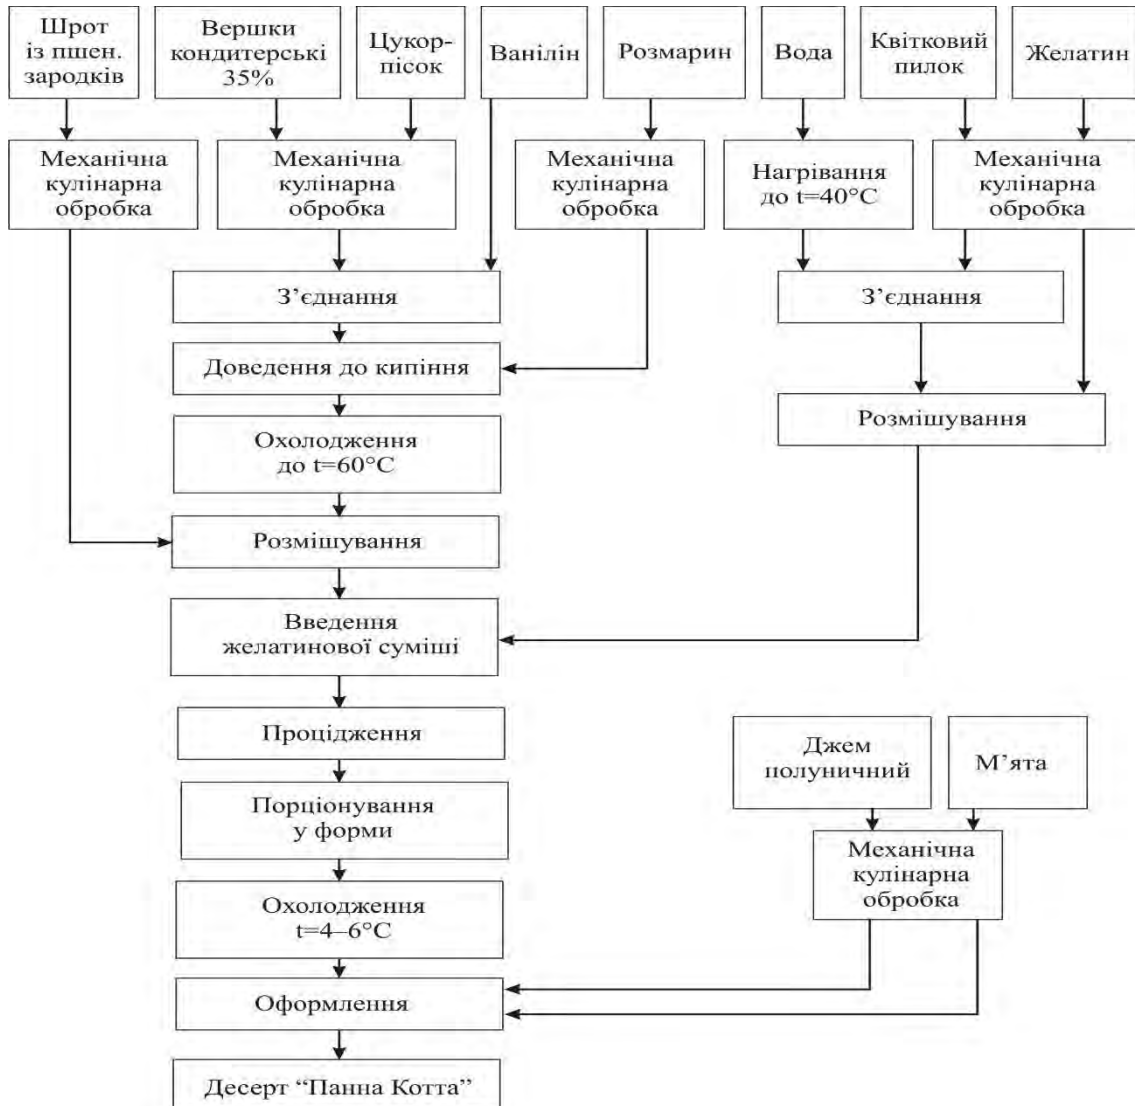 Шрот
із пшен.
зародків
Вершки
кондитерські
35%
Цукор-
пісок
Ванілін
Розмарин
Вода
Квітковий
пилок
Желатин
Механічна
кулінарна
обробка
Механічна
кулінарна
обробка
Механічна
кулінарна
обробка
Нагрівання
до t=40°C
Механічна
кулінарна
обробка
З’єднання
З’єднання
Доведення до кипіння
Розмішування
Охолодження
до t=60°C
Розмішування
Введення
желатинової суміші
Проціdження
Джем
полуничний
М’ята
Порціонування
у форми
Механічна
кулінарна
обробка
Охолодження
t=4–6°C
Оформлення
Десерт “Панна Котта”